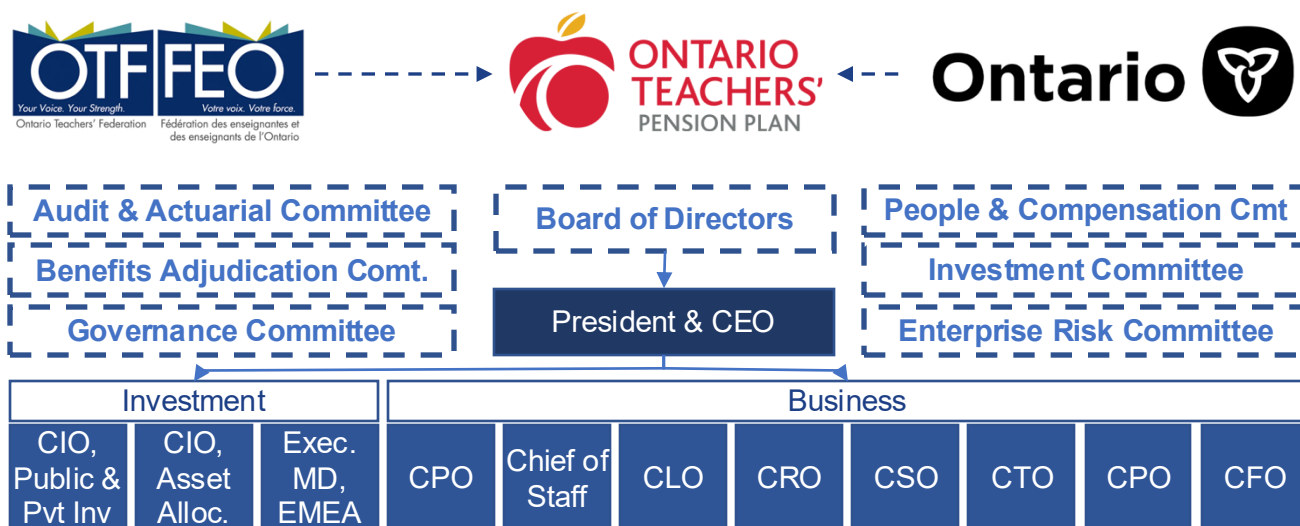 OTF FEO
Your Voice. Your Strength.
Votre voix. Votre force.
Ontario Teachers' Federation
Fédération des enseignantes et
des enseignants de l'Ontario
ONTARIO
TEACHERS'
PENSION PLAN
Ontario
Audit & Actuarial Committee
Benefits Adjudication Comt.
Governance Committee
Board of Directors
President & CEO
People & Compensation Cmt
Investment Committee
Enterprise Risk Committee
Investment
Business
CIO,
Public &
Pvt Inv
CIO,
Asset
Alloc.
Exec.
MD,
EMEA
CPO
Chief of
Staff
CLO
CRO
CSO
CTO
CPO
CFO